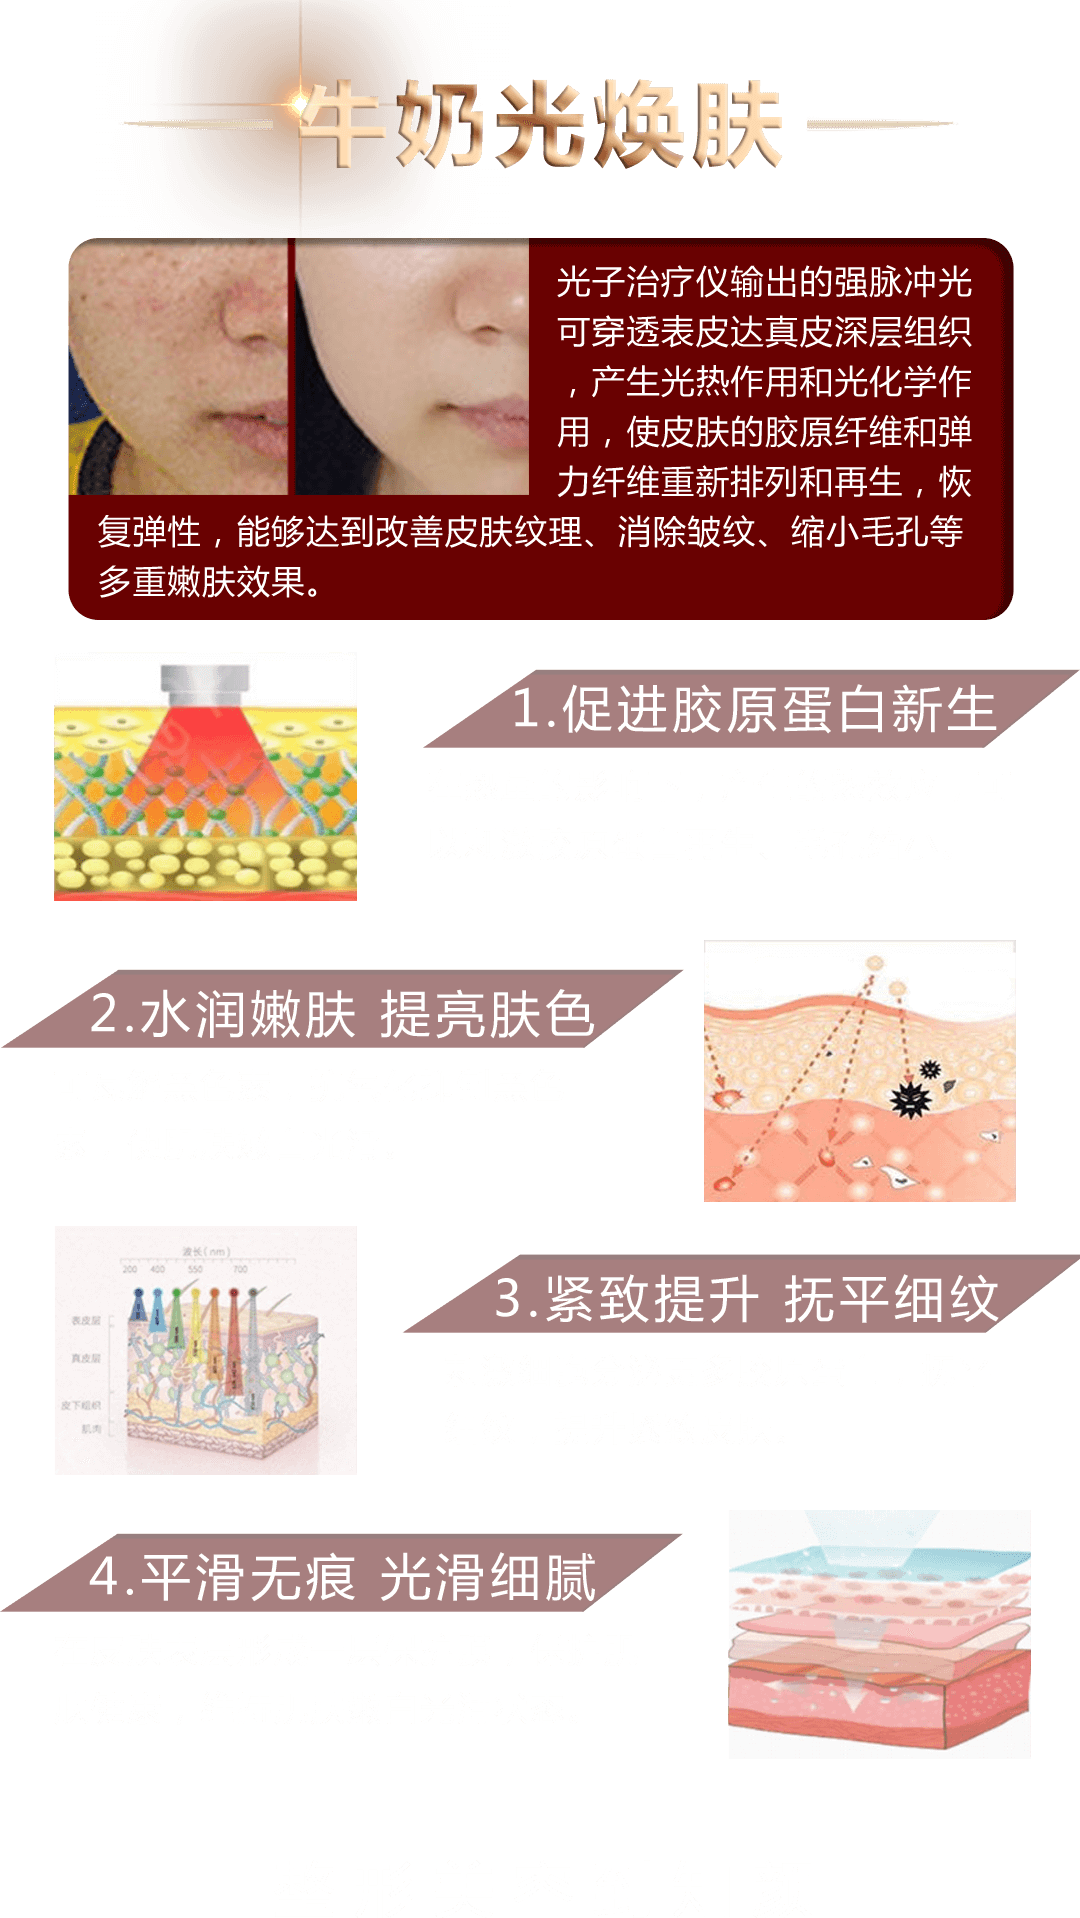 牛奶光焕肤
光子治疗仪输出的强脉冲光
可穿透表皮达真皮深层组织
，产生光热作用和光化学作
用，使皮肤的胶原纤维和弹
力纤维重新排列和再生，恢
复弹性，能够达到改善皮肤纹理、消除皱纹、缩小毛孔等
多重嫩肤效果。
1.促进胶原蛋白新生
2.水润嫩肤 提亮肤色
波长(nm)
200 400 550 700
表皮层
真皮层
皮下组织
肌肉
3.紧致提升 抚平细纹
4.平滑无痕 光滑细腻